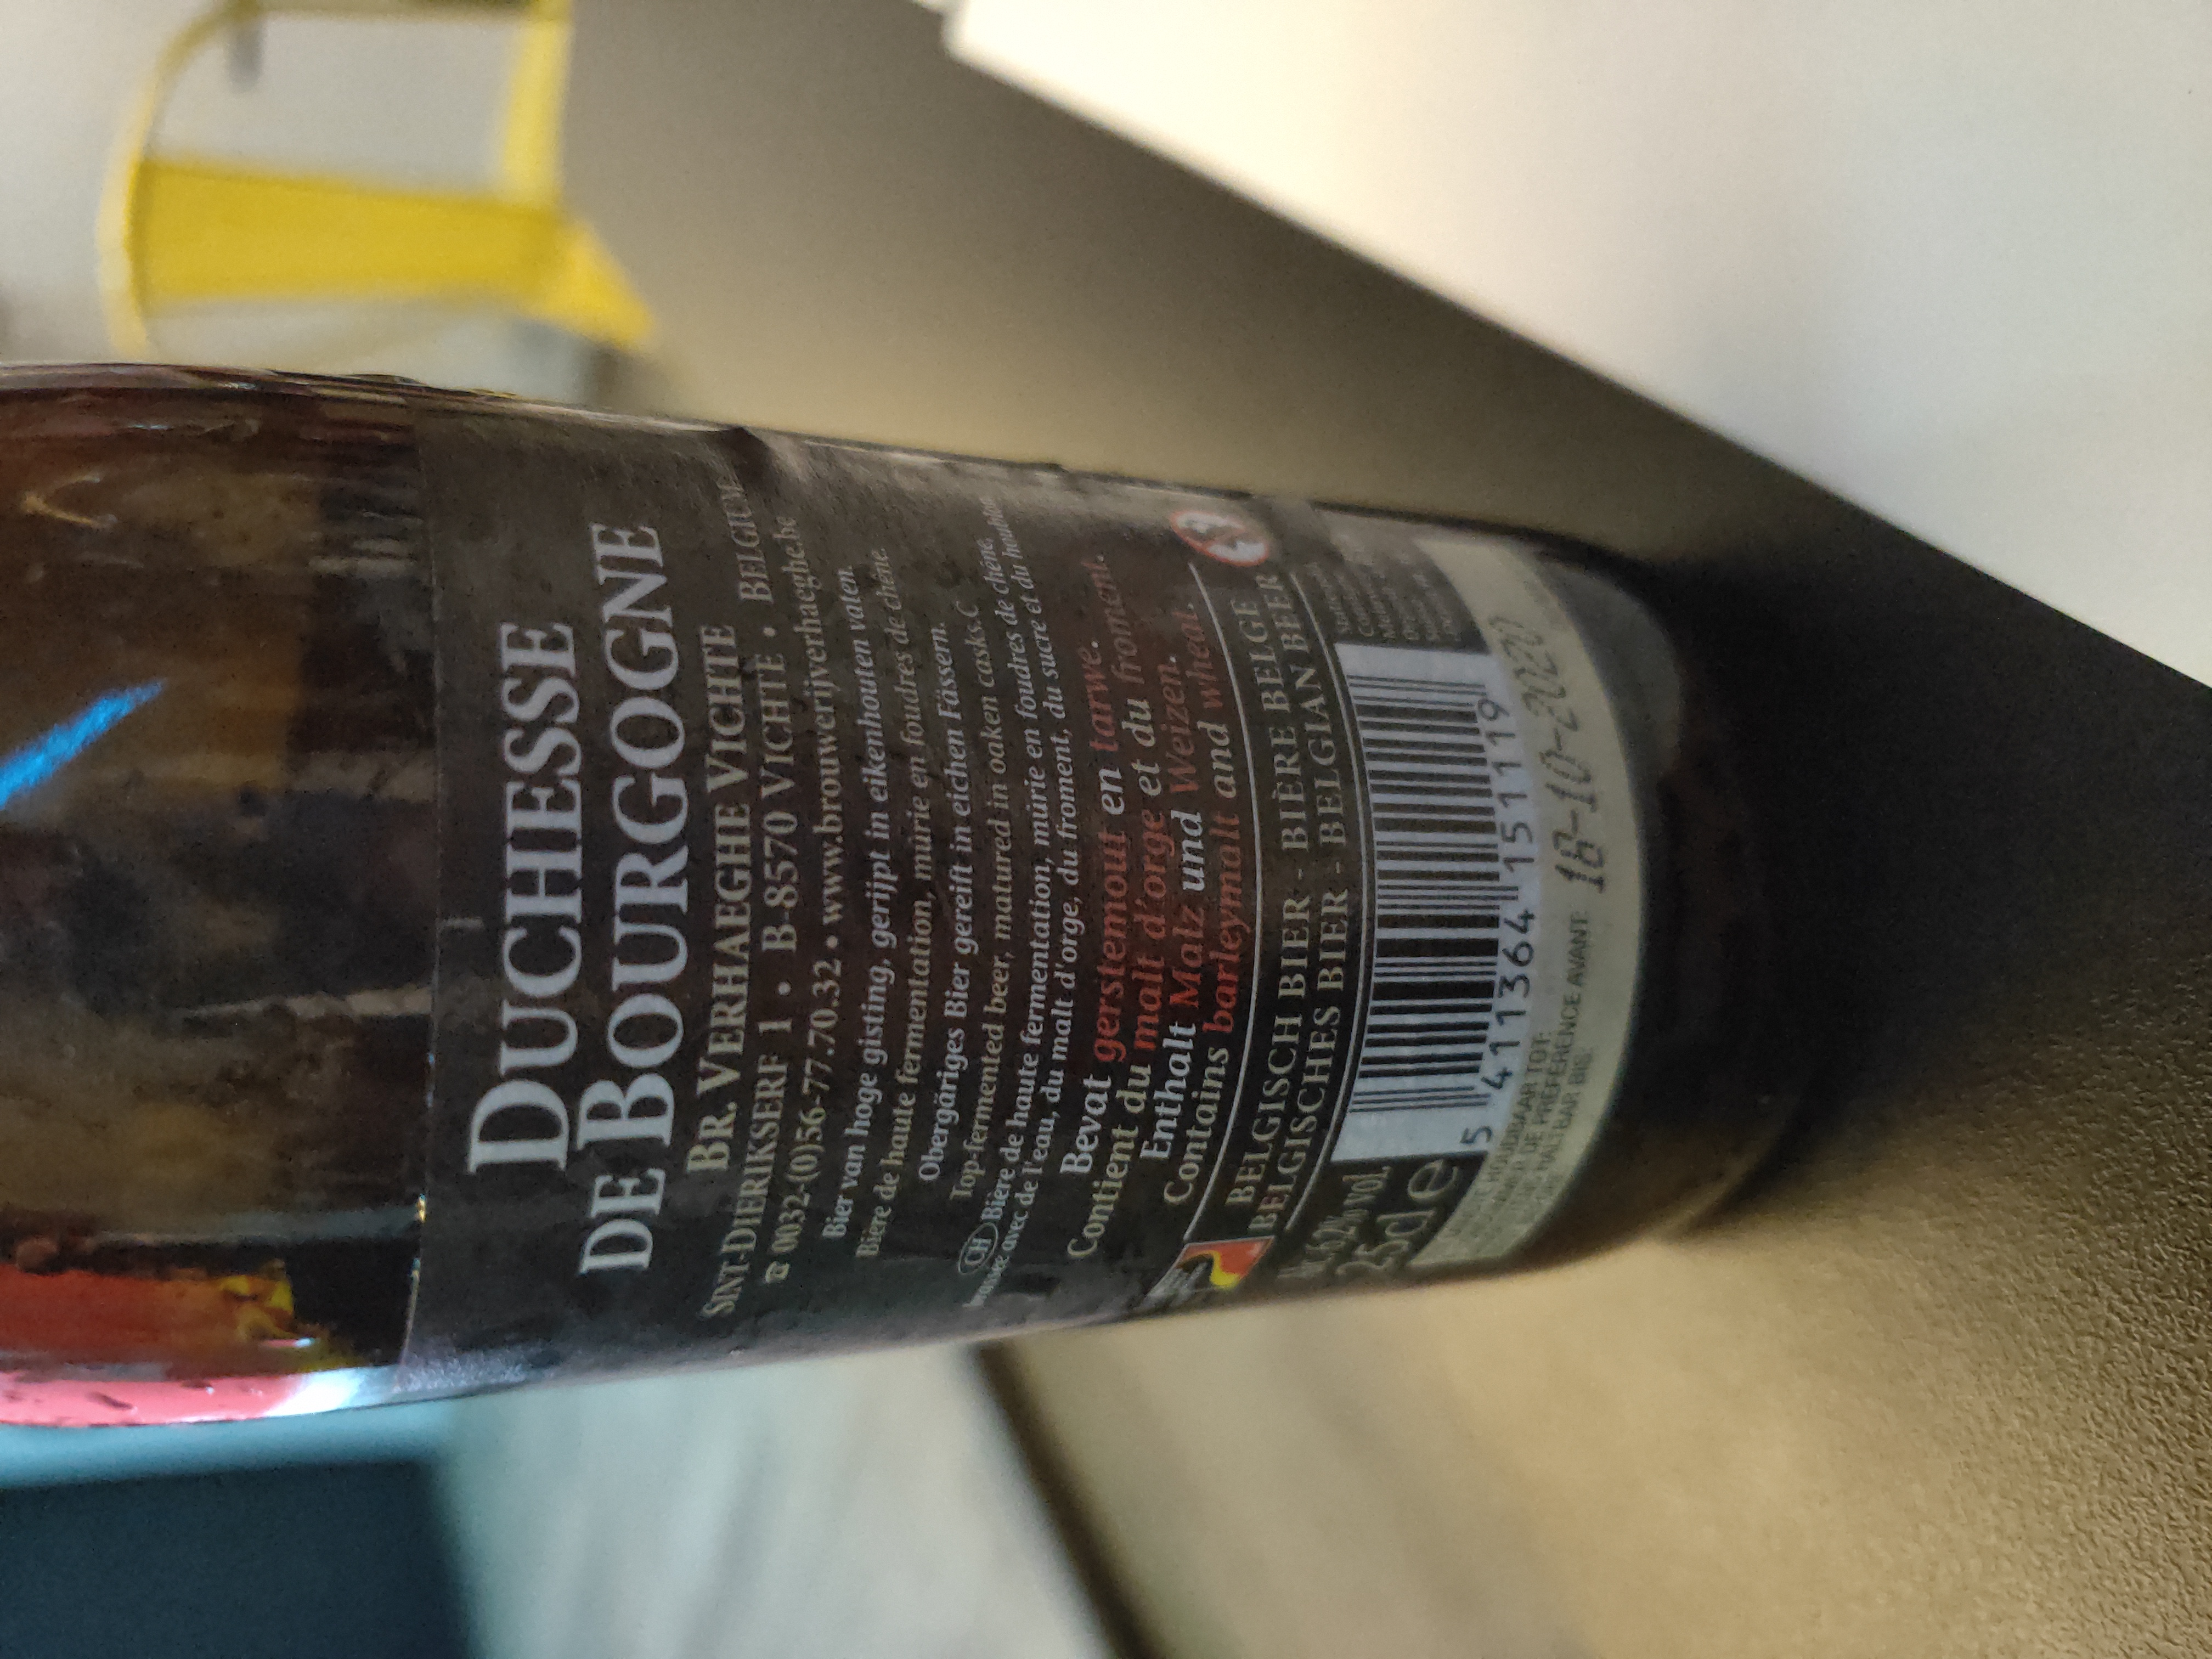 DUCHESSE
DE BOURGOGNE
BR. VERHAEGHE VICHTE
SINT-DIERIKSERF 1 • B-8570 VICHTE • BELGIUM
☎ 0032-(0)56-77.70.32 • www.brouwerijverhaeghe.be
Bier van hoge gisting, gerijpt in eikenhouten vaten.
Bière de haute fermentation, mûrie en foudres de chêne.
Obergäriges Bier gereift in eichen Fässern.
Top-fermented beer, matured in oaken casks.C
CH Bière de haute fermentation, mûrie en foudres de chêne,
brassée avec de l'eau, du malt d'orge, du froment, du sucre et du houblon.
Bevat gerstemout en tarwe.
Contient du malt d'orge et du froment.
Enthalt Malz und Weizen.
Contains barleymalt and wheat.
BELGISCH BIER - BIÈRE BELGE
BELGISCHES BIER - BELGIAN BEER
Alc. 6,2% vol.
25cl e
5 411364 151119
HOUDBAAR TOT:
DE PRÉFÉRENCE AVANT:
HALTBAR BIS:
18-10-2020